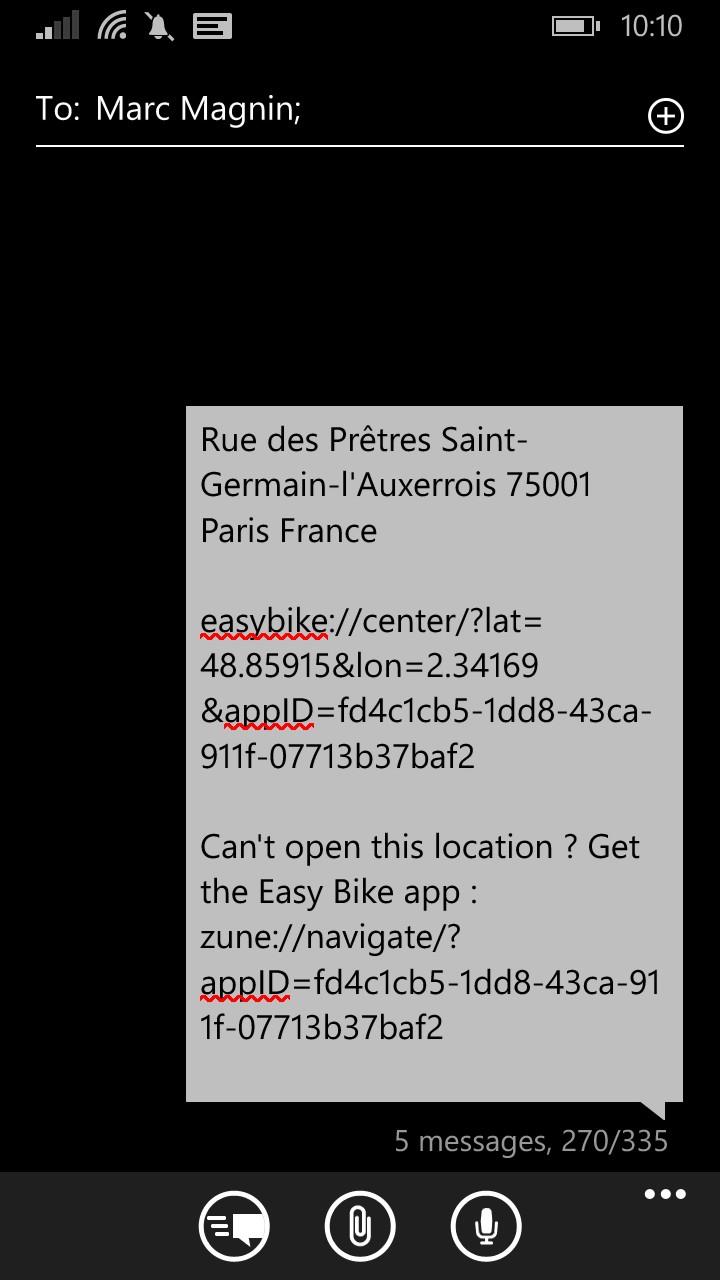 10:10
To: Marc Magnin;
Rue des Prêtres Saint-
Germain-l'Auxerrois 75001
Paris France
easybike://center/?lat=
48.85915&lon=2.34169
&appID=fd4c1cb5-1dd8-43ca-
911f-07713b37baf2
Can't open this location ? Get
the Easy Bike app :
zune://navigate/?
appID=fd4c1cb5-1dd8-43ca-91
1f-07713b37baf2
5 messages, 270/335